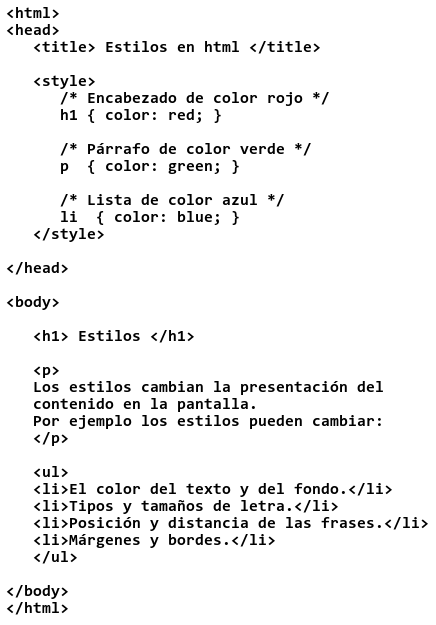 <html>
<head>
   <title> Estilos en html </title>

   <style>
      /* Encabezado de color rojo */
      h1 { color: red; }

      /* Párrafo de color verde */
      p  { color: green; }

      /* Lista de color azul */
      li  { color: blue; }
   </style>

</head>

<body>

   <h1> Estilos </h1>

   <p>
   Los estilos cambian la presentación del
   contenido en la pantalla.
   Por ejemplo los estilos pueden cambiar:
   </p>

   <ul>
   <li>El color del texto y del fondo.</li>
   <li>Tipos y tamaños de letra.</li>
   <li>Posición y distancia de las frases.</li>
   <li>Márgenes y bordes.</li>
   </ul>

</body>
</html>